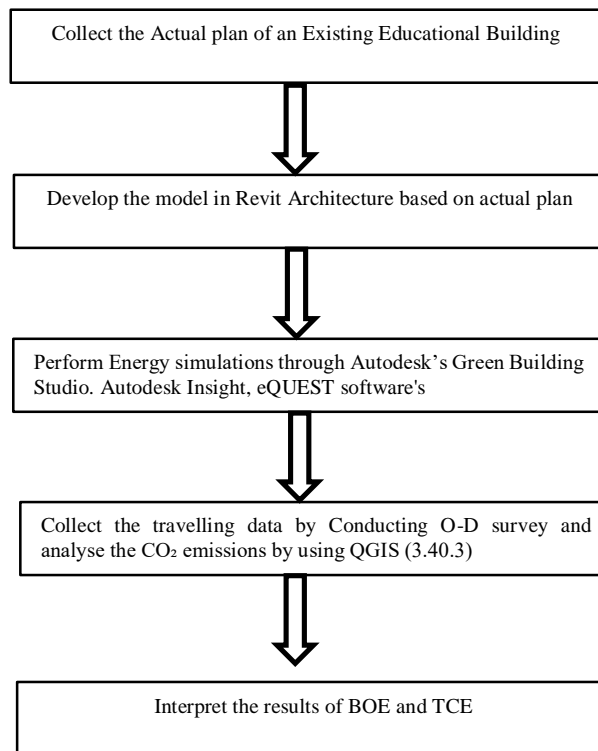 Collect the Actual plan of an Existing Educational Building
Develop the model in Revit Architecture based on actual plan
Perform Energy simulations through Autodesk’s Green Building
Studio. Autodesk Insight, eQUEST software's
Collect the travelling data by Conducting O-D survey and
analyse the CO₂ emissions by using QGIS (3.40.3)
Interpret the results of BOE and TCE